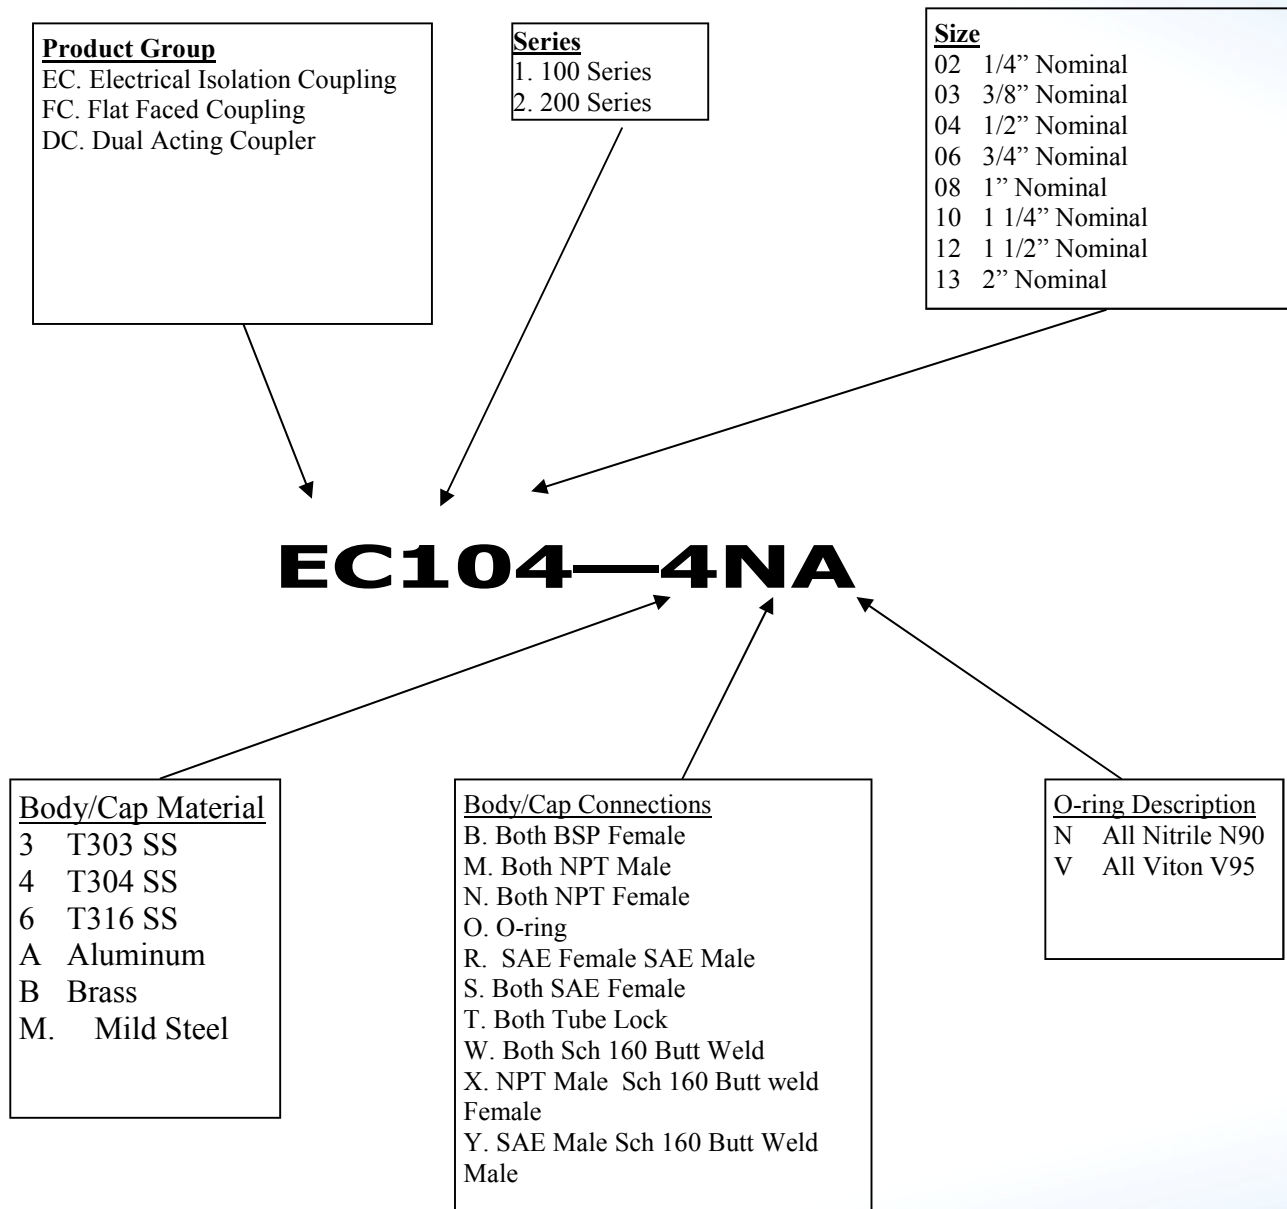 Product Group
EC. Electrical Isolation Coupling
FC. Flat Faced Coupling
DC. Dual Acting Coupler
Series
1. 100 Series
2. 200 Series
Size
02 1/4” Nominal
03 3/8” Nominal
04 1/2” Nominal
06 3/4” Nominal
08 1” Nominal
10 1 1/4” Nominal
12 1 1/2” Nominal
13 2” Nominal
EC104—4NA
Body/Cap Material
3 T303 SS
4 T304 SS
6 T316 SS
A Aluminum
B Brass
M. Mild Steel
Body/Cap Connections
B. Both BSP Female
M. Both NPT Male
N. Both NPT Female
O. O-ring
R. SAE Female SAE Male
S. Both SAE Female
T. Both Tube Lock
W. Both Sch 160 Butt Weld
X. NPT Male Sch 160 Butt weld
Female
Y. SAE Male Sch 160 Butt Weld
Male
O-ring Description
N All Nitrile N90
V All Viton V95